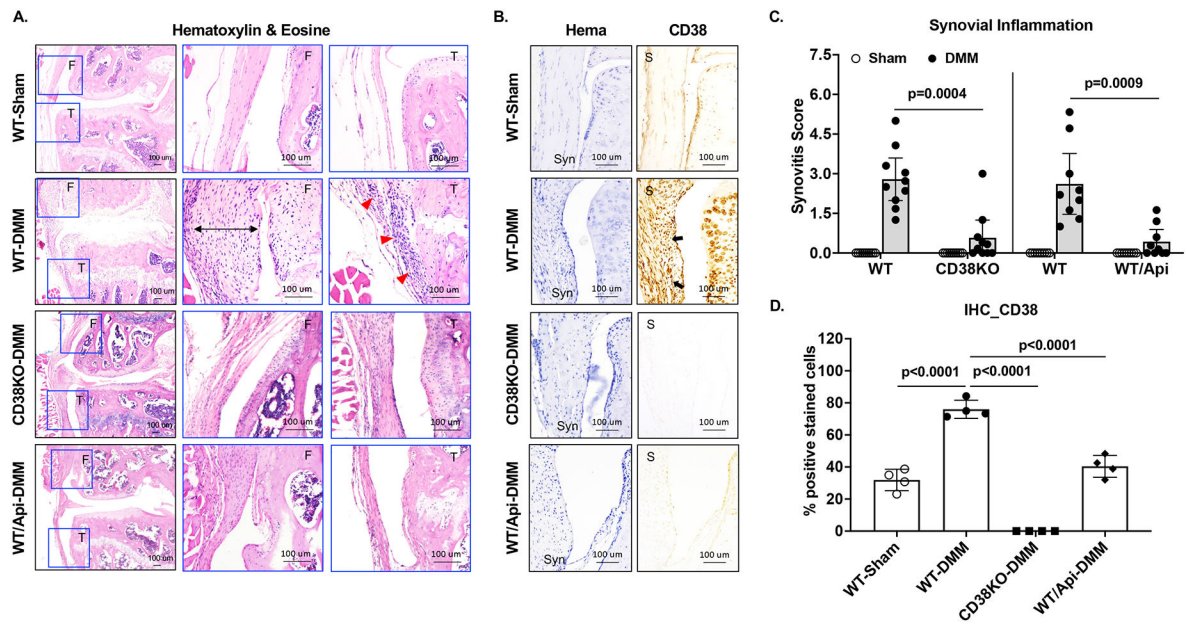 A.
Hematoxylin & Eosine
WT-Sham
F
T
100 um
F
100 um
T
100 um
WT-DMM
F
T
100 um
F
100 um
T
100 um
CD38KO-DMM
F
T
100 um
F
100 um
T
100 um
WT/Api-DMM
F
T
100 um
F
100 um
T
100 um
B.
Hema
CD38
WT-Sham
Syn
100 um
S
100 um
WT-DMM
Syn
100 um
S
100 um
CD38KO-DMM
Syn
100 um
S
100 um
WT/Api-DMM
Syn
100 um
S
100 um
C.
Synovial Inflammation
Synovitis Score
7.5
6.0
4.5
3.0
1.5
0.0
Sham
DMM
p=0.0004
p=0.0009
WT
CD38KO
WT
WT/Api
D.
IHC_CD38
% positive stained cells
120
100
80
60
40
20
0
p<0.0001
p<0.0001
p<0.0001
WT-Sham
WT-DMM
CD38KO-DMM
WT/Api-DMM